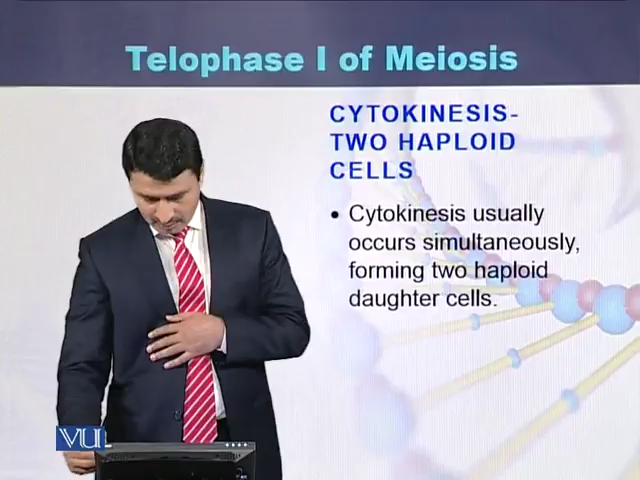 Telophase I of Meiosis
CYTOKINESIS-
TWO HAPLOID
CELLS
• Cytokinesis usually
occurs simultaneously,
forming two haploid
daughter cells.
VU